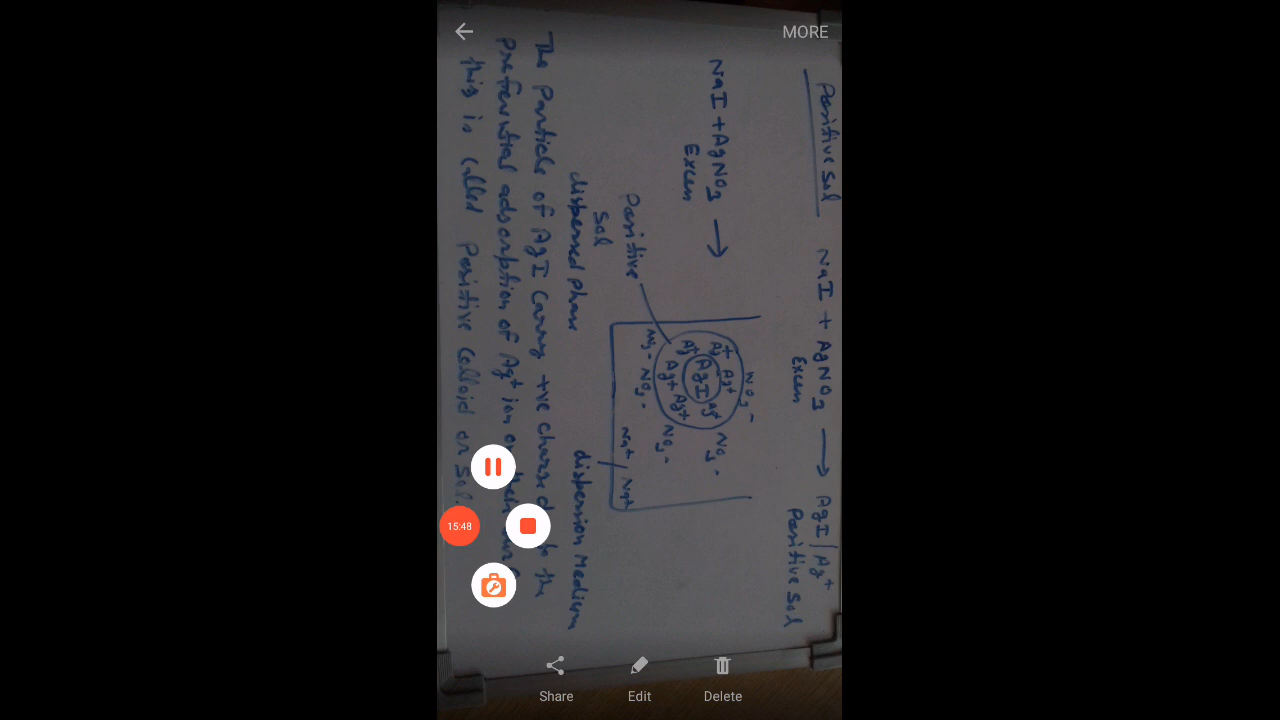 MORE
Positive Sol
NaI + AgNO3 ⟶ AgI / Ag+
Excess Positive Sol
NaI + AgNO3 ⟶
Excess
NO3-
Ag+ Ag+
NO3-
AgI
Ag+ Ag+
Ag+ Ag+
NO3-
NO3- NO3-
Na+ Na+
Positive
Sol
dispersed phase dispersion Medium
The Particle of AgI Carry +ve charge to the
preferential adsorption of Ag+ ion on
this is called Positive Colloid or Sol.
15:48
Share Edit Delete